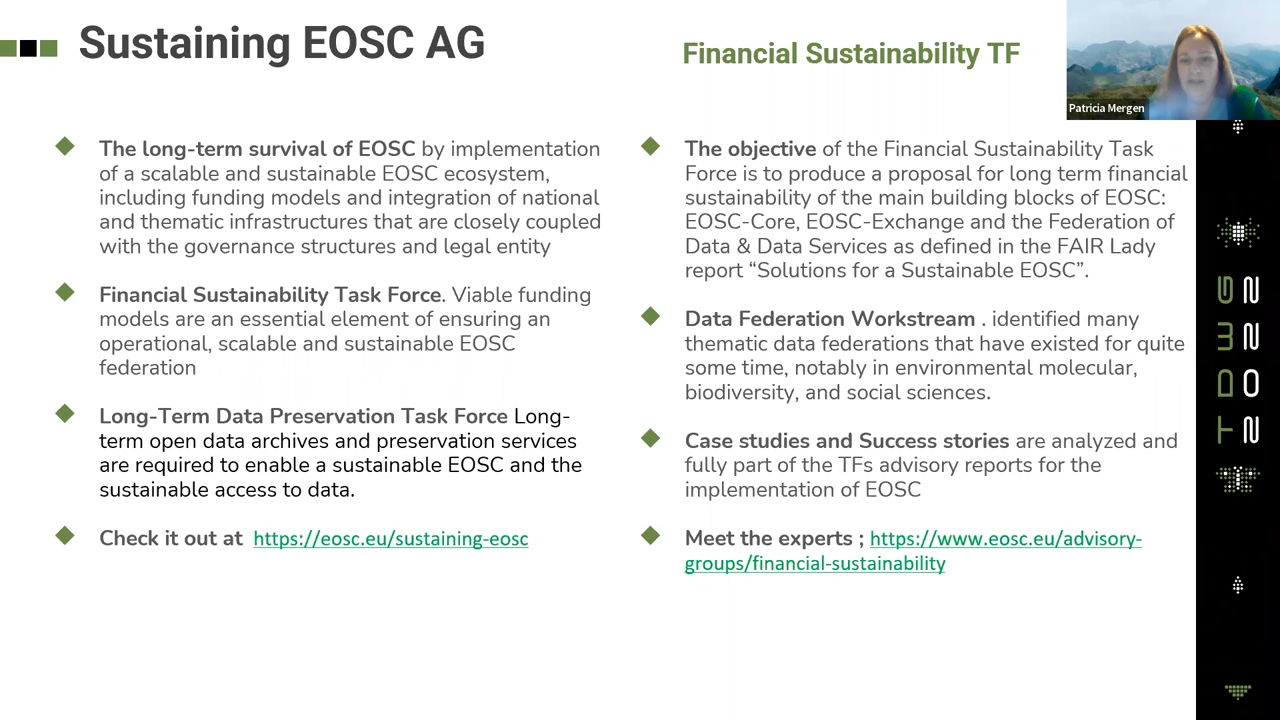 Sustaining EOSC AG
Financial Sustainability TF
Patricia Mergen
The long-term survival of EOSC by implementation
of a scalable and sustainable EOSC ecosystem,
including funding models and integration of national
and thematic infrastructures that are closely coupled
with the governance structures and legal entity
Financial Sustainability Task Force. Viable funding
models are an essential element of ensuring an
operational, scalable and sustainable EOSC
federation
Long-Term Data Preservation Task Force Long-
term open data archives and preservation services
are required to enable a sustainable EOSC and the
sustainable access to data.
Check it out at https://eosc.eu/sustaining-eosc
The objective of the Financial Sustainability Task
Force is to produce a proposal for long term financial
sustainability of the main building blocks of EOSC:
EOSC-Core, EOSC-Exchange and the Federation of
Data & Data Services as defined in the FAIR Lady
report “Solutions for a Sustainable EOSC”.
Data Federation Workstream . identified many
thematic data federations that have existed for quite
some time, notably in environmental molecular,
biodiversity, and social sciences.
Case studies and Success stories are analyzed and
fully part of the TFs advisory reports for the
implementation of EOSC
Meet the experts ; https://www.eosc.eu/advisory-
groups/financial-sustainability
TDWG
2022